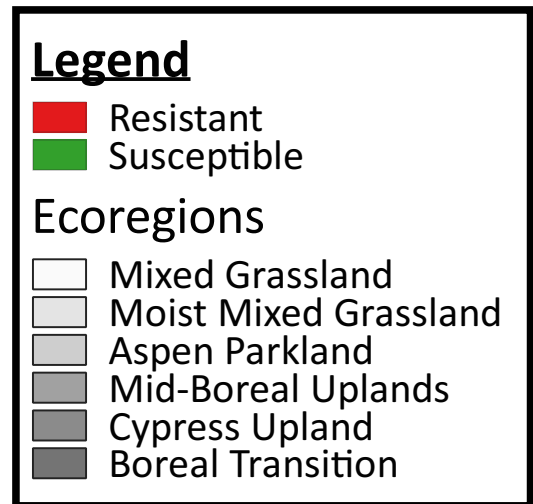 Legend
Resistant
Susceptible
Ecoregions
Mixed Grassland
Moist Mixed Grassland
Aspen Parkland
Mid-Boreal Uplands
Cypress Upland
Boreal Transition